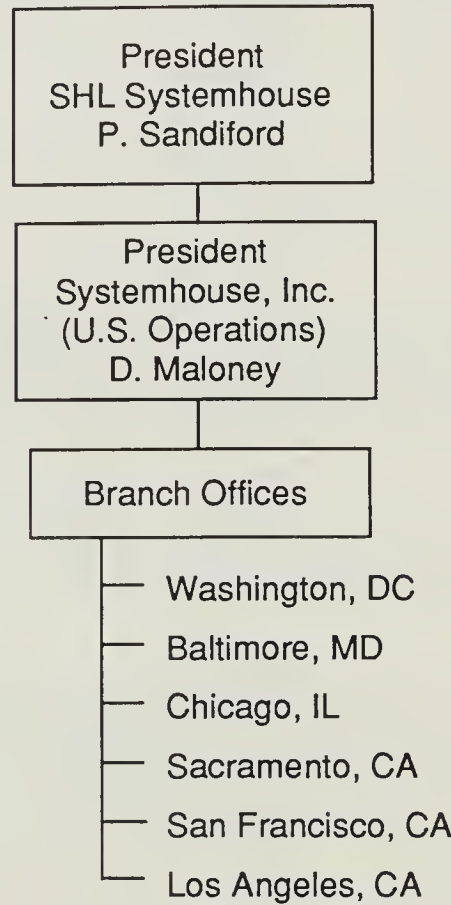 President
SHL Systemhouse
P. Sandiford
President
Systemhouse, Inc.
(U.S. Operations)
D. Maloney
Branch Offices
Washington, DC
Baltimore, MD
Chicago, IL
Sacramento, CA
San Francisco, CA
Los Angeles, CA